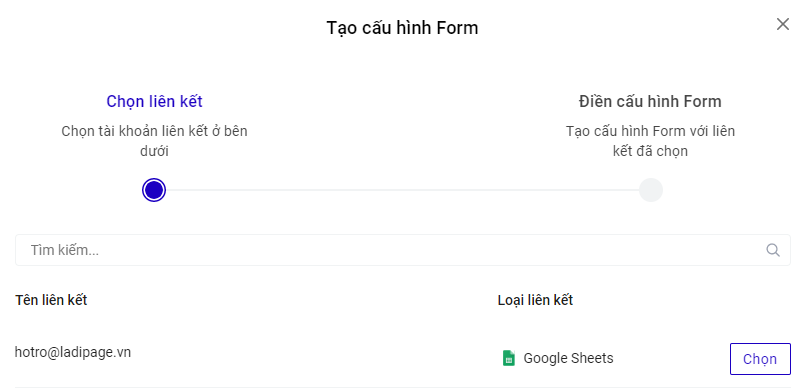 Tạo cấu hình Form
Chọn liên kết
Chọn tài khoản liên kết ở bên
dưới
Điền cấu hình Form
Tạo cấu hình Form với liên
kết đã chọn
Tìm kiếm...
Tên liên kết
Loại liên kết
hotro@ladipage.vn
Google Sheets
Chọn